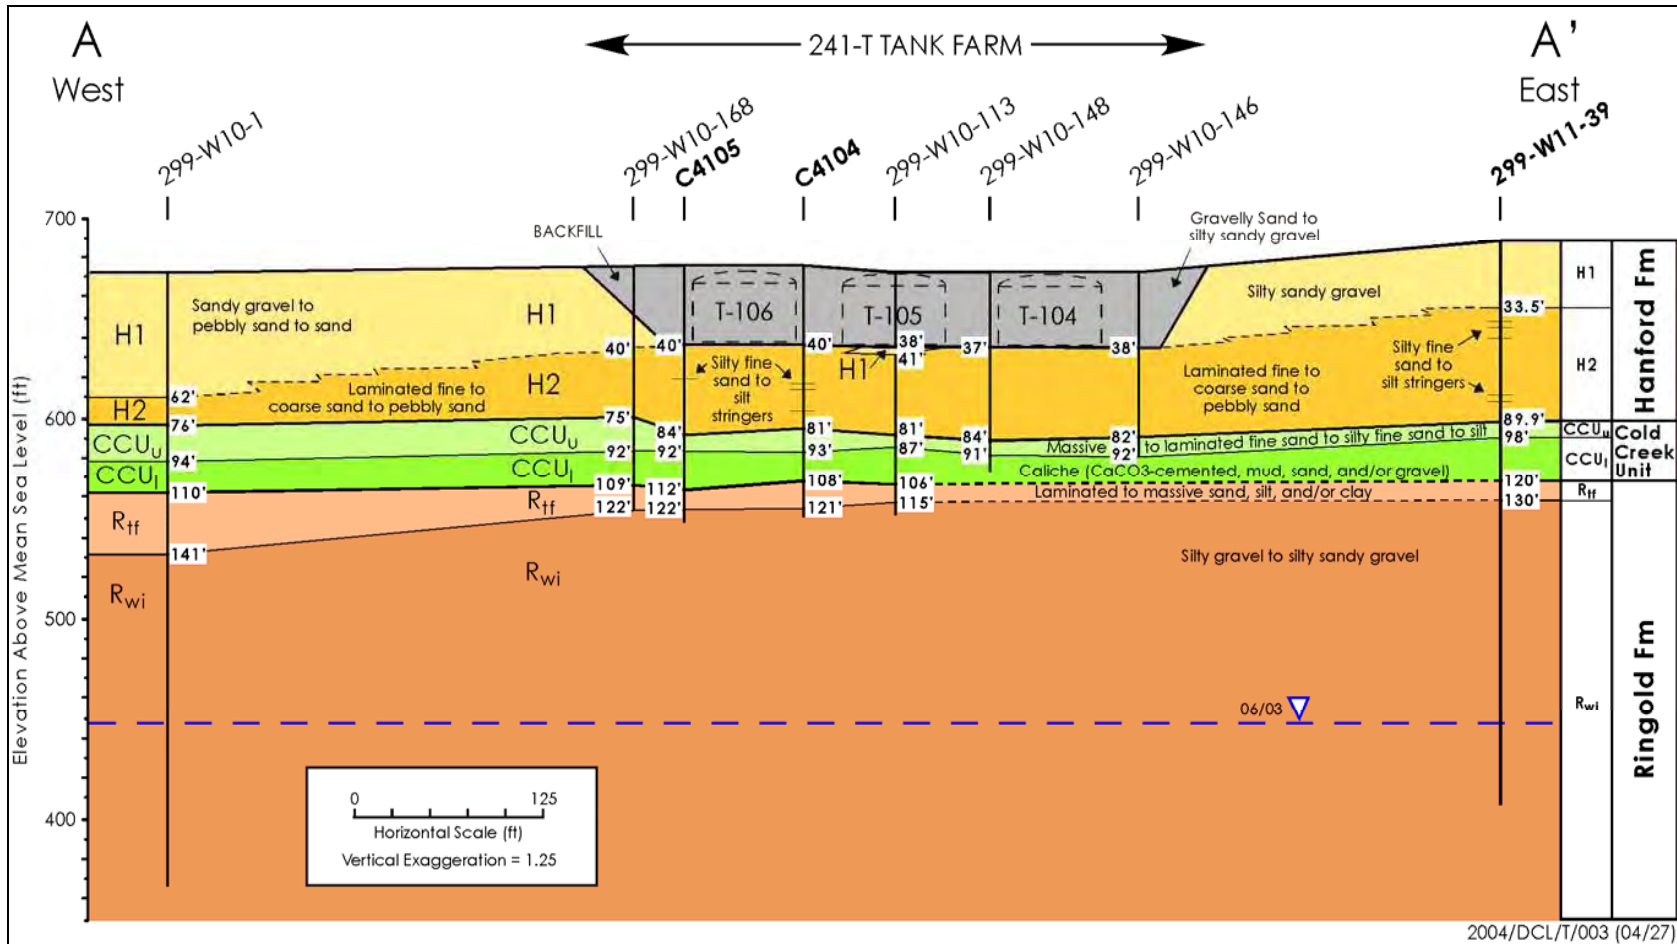 A
West
241-T TANK FARM
A'
East
299-W10-1
299-W10-168
C4105
C4104
299-W10-113
299-W10-148
299-W10-146
299-W11-39
Elevation Above Mean Sea Level (ft)
700
600
500
400
BACKFILL
Gravelly Sand to
silty sandy gravel
Sandy gravel to
pebbly sand to sand
H1
H1
T-106
T-105
T-104
Silty sandy gravel
H1
33.5'
40'
40'
40'
38'
41'
37'
38'
H1
H2
Laminated fine to
coarse sand to pebbly sand
H2
Silty fine
sand to
silt
stringers
Laminated fine to
coarse sand to
pebbly sand
Silty fine
sand to
silt stringers
H2
62'
76'
75'
84'
81'
81'
84'
82'
89.9'
CCUu
CCUu
Massive to laminated fine sand to silty fine sand to silt
CCUu
94'
92'
92'
93'
87'
91'
92'
98'
CCUl
CCUl
Caliche (CaCO3-cemented, mud, sand, and/or gravel)
CCUl
110'
109'
112'
108'
106'
120'
Rtf
Rtf
Laminated to massive sand, silt, and/or clay
Rtf
141'
122'
122'
121'
115'
130'
Rwi
Rwi
Silty gravel to silty sandy gravel
Rwi
06/03
Hanford Fm
Cold
Creek
Unit
Ringold Fm
0 125
Horizontal Scale (ft)
Vertical Exaggeration = 1.25
2004/DCL/T/003 (04/27)